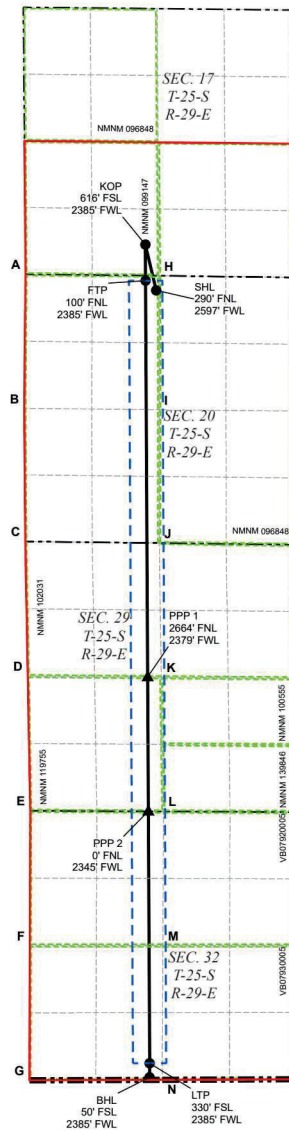 SEC. 17
T-25-S
R-29-E
NMNM 096848
KOP
616' FSL
2385' FWL
NMNM 099147
A
H
FTP
100' FNL
2385' FWL
SHL
290' FNL
2597' FWL
B
I
SEC. 20
T-25-S
R-29-E
C
J
NMNM 096848
NMNM 102031
SEC. 29
T-25-S
R-29-E
PPP 1
2664' FNL
2379' FWL
D
K
NMNM 100555
NMNM 119755
NMNM 139846
E
L
PPP 2
0' FNL
2345' FWL
VB07920005
F
M
SEC. 32
T-25-S
R-29-E
VB07930005
G
N
BHL
50' FSL
2385' FWL
LTP
330' FSL
2385' FWL